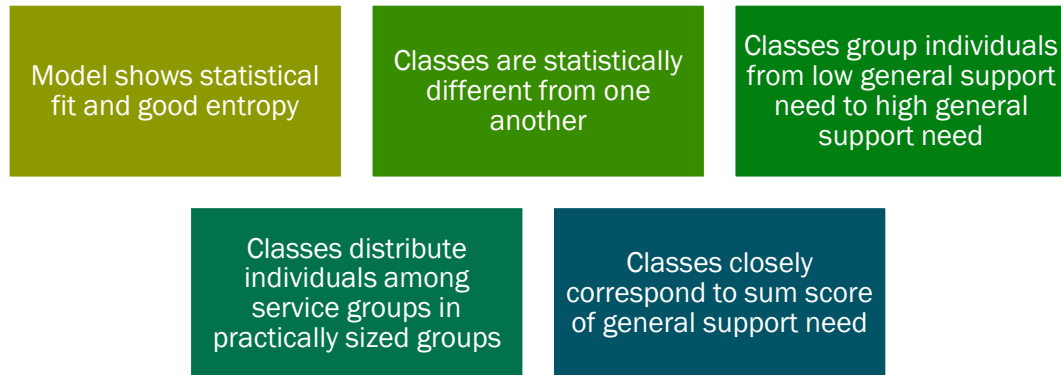 Model shows statistical
fit and good entropy
Classes are statistically
different from one
another
Classes group individuals
from low general support
need to high general
support need
Classes distribute
individuals among
service groups in
practically sized groups
Classes closely
correspond to sum score
of general support need